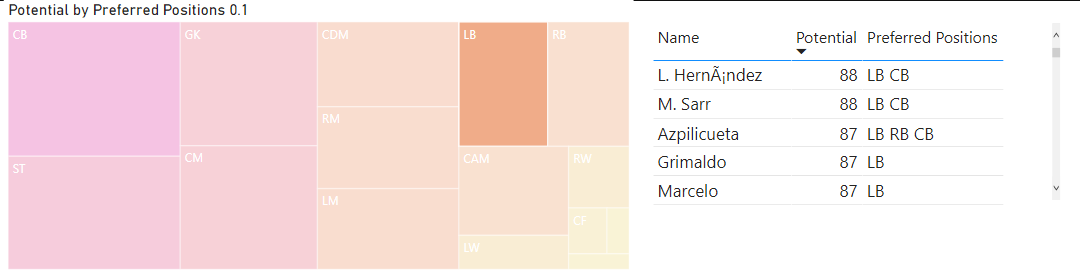 Potential by Preferred Positions 0.1
CB
GK
CDM
LB
RB
RM
ST
CM
CAM
RW
LM
CF
LW
Name Potential Preferred Positions
L. HernÃ¡ndez 88 LB CB
M. Sarr 88 LB CB
Azpilicueta 87 LB RB CB
Grimaldo 87 LB
Marcelo 87 LB